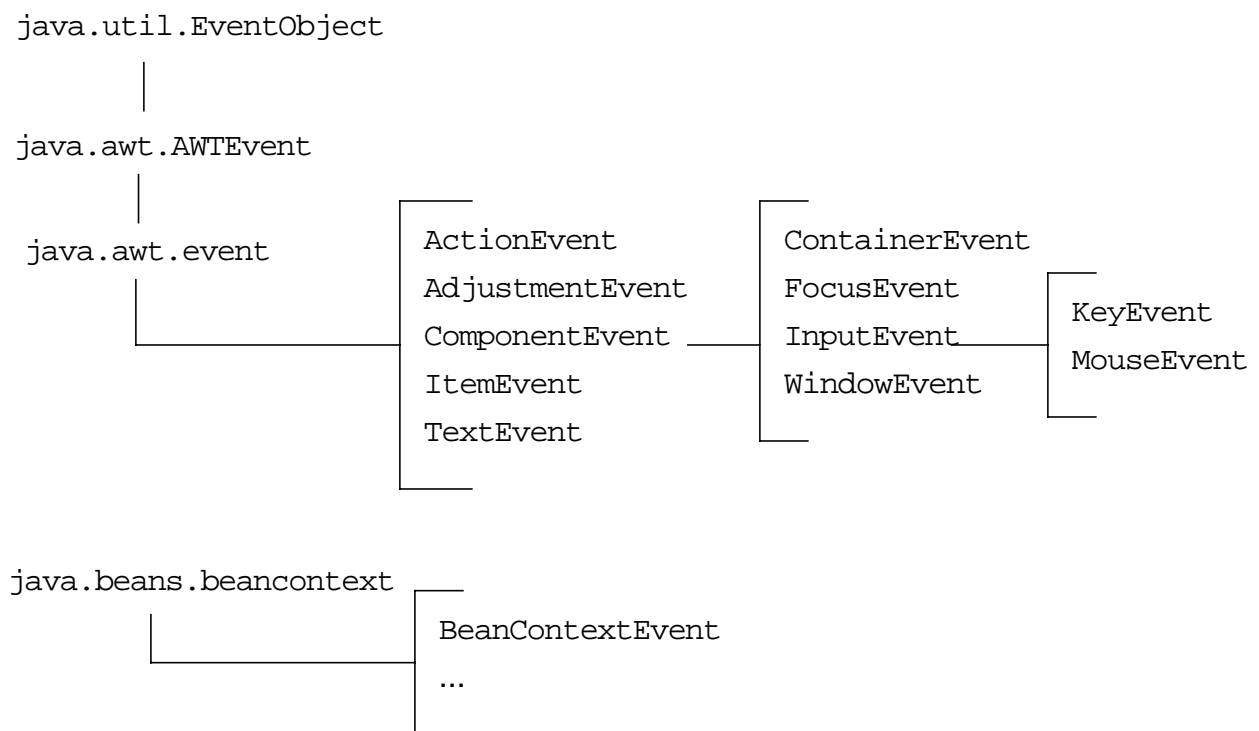 java.util.EventObject
java.awt.AWTEvent
java.awt.event
ActionEvent
AdjustmentEvent
ComponentEvent
ItemEvent
TextEvent
ContainerEvent
FocusEvent
InputEvent
WindowEvent
KeyEvent
MouseEvent
java.beans.beancontext
BeanContextEvent
...